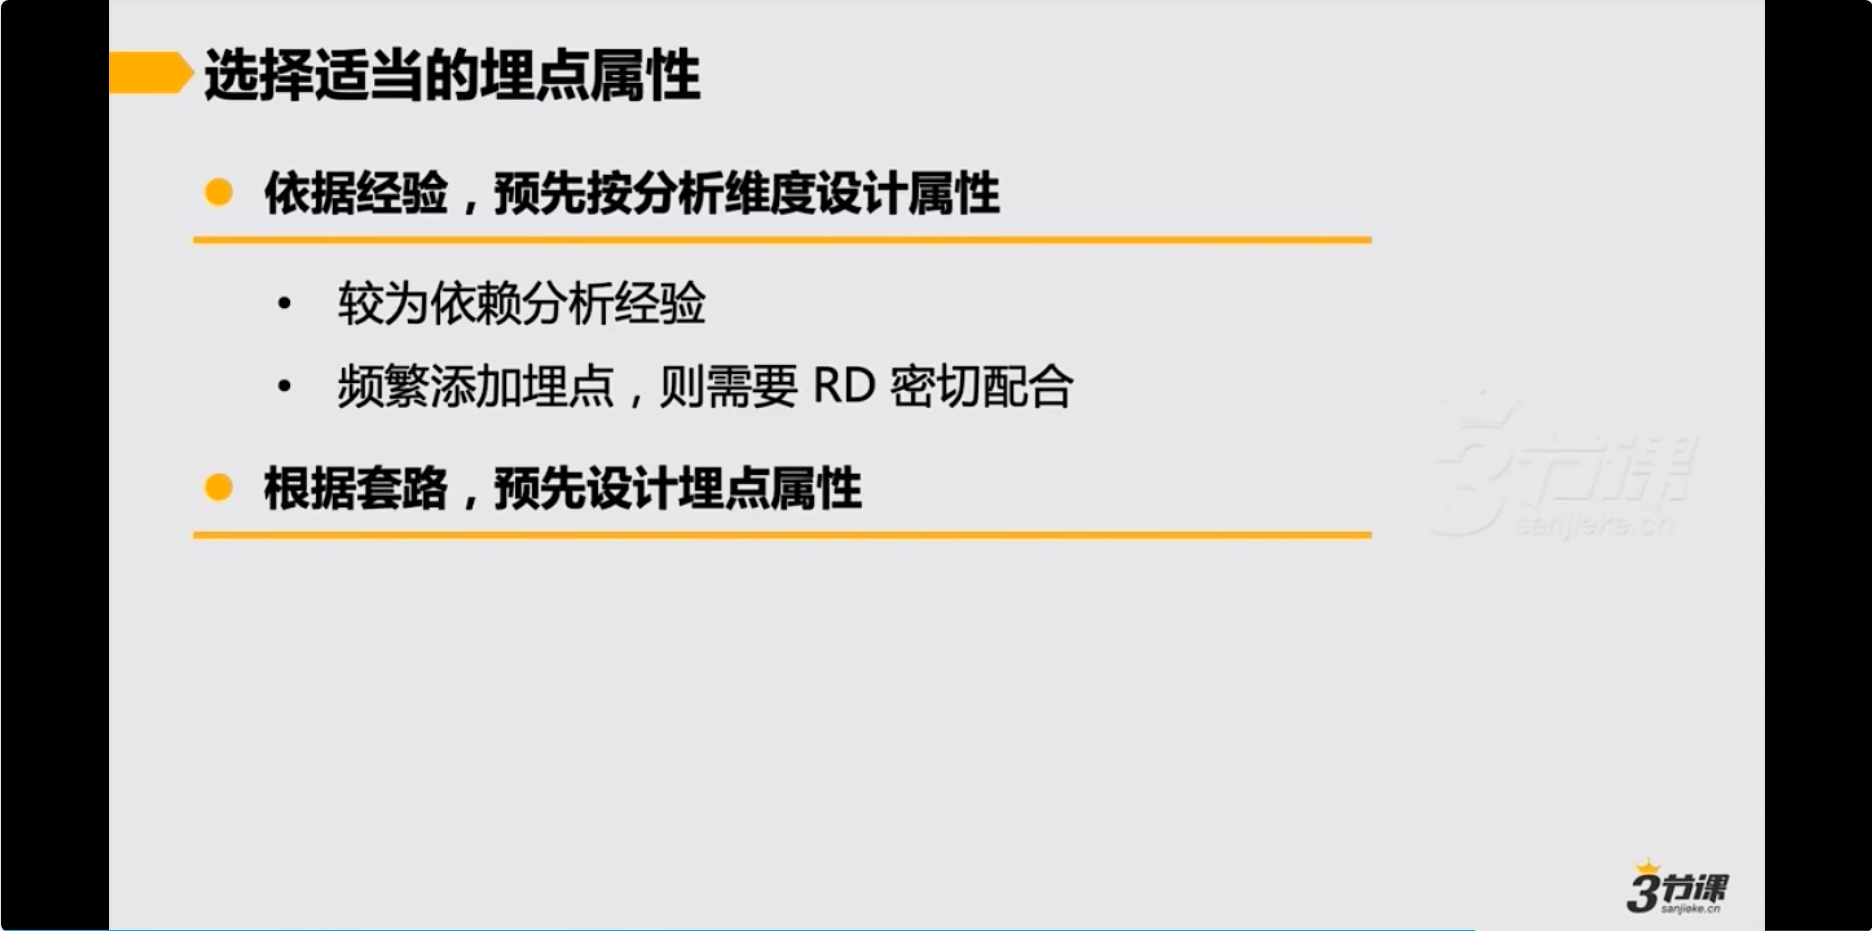 选择适当的埋点属性
依据经验，预先按分析维度设计属性
• 较为依赖分析经验
• 频繁添加埋点，则需要 RD 密切配合
根据套路，预先设计埋点属性
3节课
sanjieke.cn
3节课
sanjieke.cn